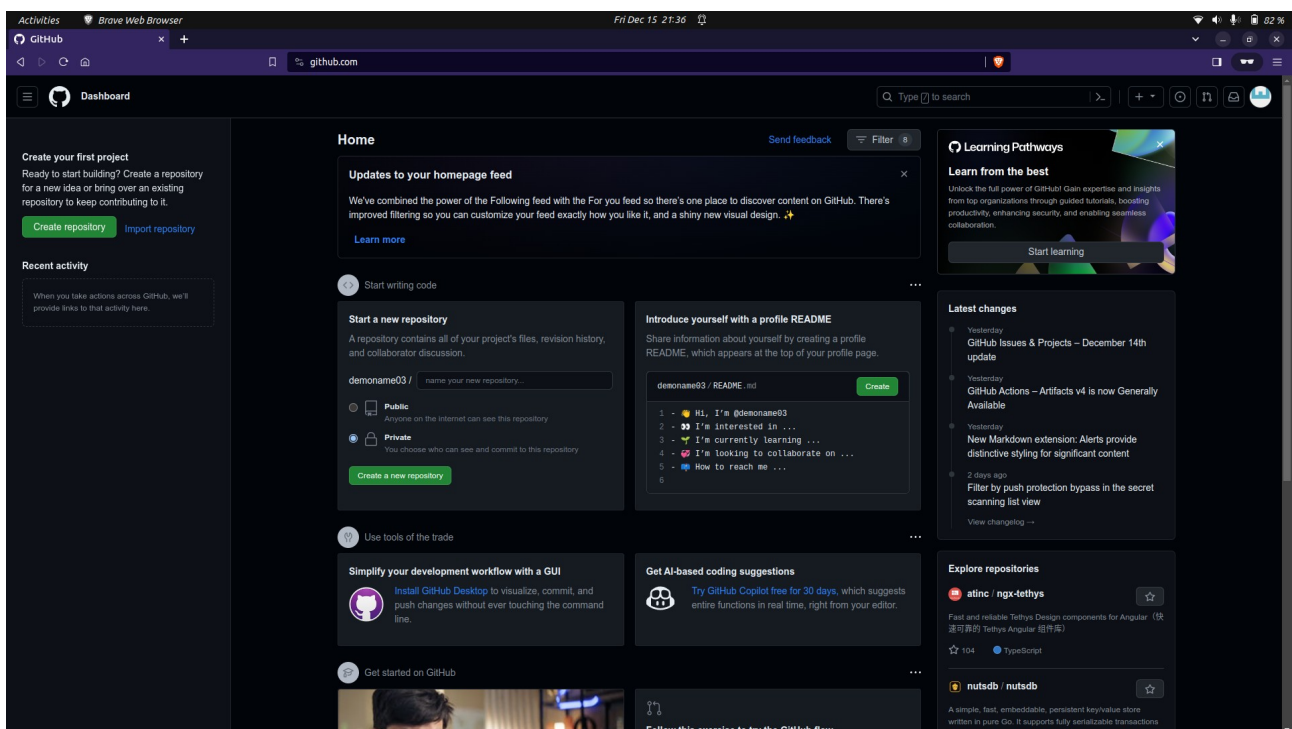 Activities Brave Web Browser Fri Dec 15 21:36 82 %
GitHub
github.com
Dashboard
Type / to search
Create your first project
Ready to start building? Create a repository
for a new idea or bring over an existing
repository to keep contributing to it.
Create repository Import repository
Recent activity
When you take actions across GitHub, we'll
provide links to that activity here.
Home Send feedback Filter 8
Updates to your homepage feed
We've combined the power of the Following feed with the For you feed so there's one place to discover content on GitHub. There's
improved filtering so you can customize your feed exactly how you like it, and a shiny new visual design. ✨
Learn more
Start writing code
Start a new repository
A repository contains all of your project's files, revision history,
and collaborator discussion.
demoname03 / name your new repository...
Public
Anyone on the internet can see this repository
Private
You choose who can see and commit to this repository
Create a new repository
Introduce yourself with a profile README
Share information about yourself by creating a profile
README, which appears at the top of your profile page.
demoname03 / README.md Create
1 - 👋 Hi, I'm @demoname03
2 - 👀 I'm interested in ...
3 - 🌱 I'm currently learning ...
4 - 💞️ I'm looking to collaborate on ...
5 - 📫 How to reach me ...
6
Use tools of the trade
Simplify your development workflow with a GUI
Install GitHub Desktop to visualize, commit, and
push changes without ever touching the command
line.
Get AI-based coding suggestions
Try GitHub Copilot free for 30 days, which suggests
entire functions in real time, right from your editor.
Get started on GitHub
Follow this exercise to try the GitHub flow
Learning Pathways
Learn from the best
Unlock the full power of GitHub! Gain expertise and insights
from top organizations through guided tutorials, boosting
productivity, enhancing security, and enabling seamless
collaboration.
Start learning
Latest changes
Yesterday
GitHub Issues & Projects – December 14th
update
Yesterday
GitHub Actions – Artifacts v4 is now Generally
Available
Yesterday
New Markdown extension: Alerts provide
distinctive styling for significant content
2 days ago
Filter by push protection bypass in the secret
scanning list view
View changelog →
Explore repositories
atinc / ngx-tethys
Fast and reliable Tethys Design components for Angular（快
速可靠的 Tethys Angular 组件库）
104 TypeScript
nutsdb / nutsdb
A simple, fast, embeddable, persistent key/value store
written in pure Go. It supports fully serializable transactions